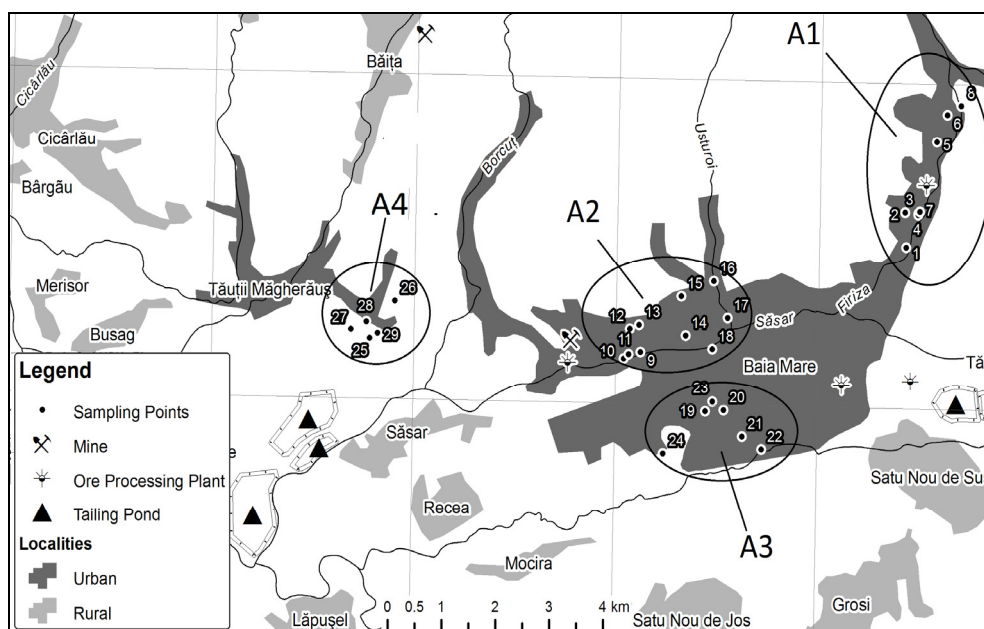 A1
Băița
Cicârlău
8
6
Cicârlău
Borcuț
Usturoi
5
Bârgău
A4
A2
3
2
7
4
1
Merisor
Tăuții Măgherăuș
26
16
15
Firiza
28
27
12
13
17
Săsar
Busag
29
11
14
25
18
10
9
Baia Mare
Tă
Legend
Sampling Points
23
20
19
Mine
Săsar
21
24
22
e
Ore Processing Plant
Satu Nou de Su
Tailing Pond
Recea
A3
Localities
Mocira
Urban
Grosi
Rural
0 0.5 1 2 3 4 km
Lăpușel
Satu Nou de Jos